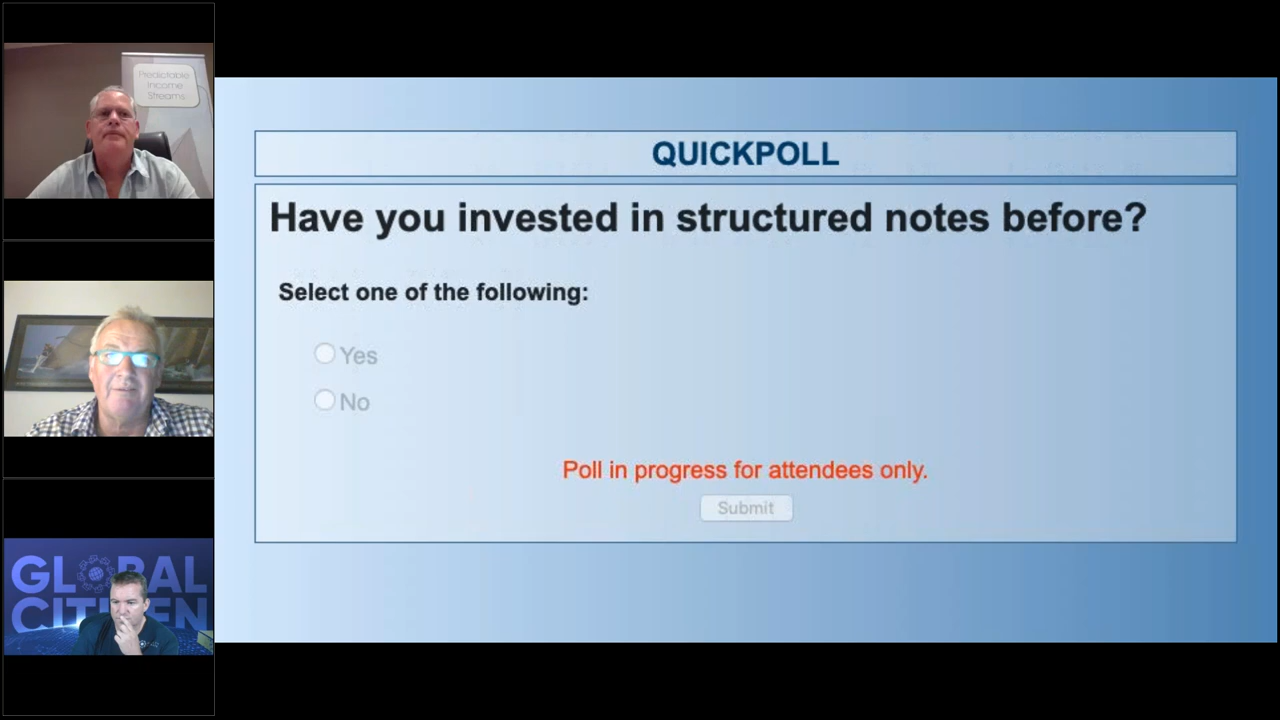 Predictable
Income
Streams
GLOBAL
CITIZEN
QUICKPOLL
Have you invested in structured notes before?
Select one of the following:
Yes
No
Poll in progress for attendees only.
Submit